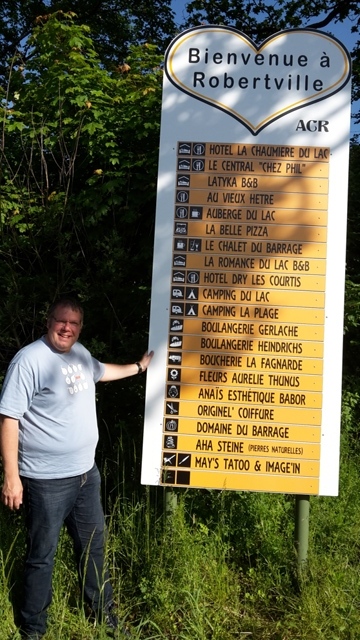 Bienvenue à
Robertville
ACR
HOTEL LA CHAUMIERE DU LAC
LE CENTRAL "CHEZ PHIL"
LATYKA B&B
AU VIEUX HETRE
AUBERGE DU LAC
LA BELLE PIZZA
LE CHALET DU BARRAGE
LA ROMANCE DU LAC B&B
HOTEL DRY LES COURTIS
CAMPING DU LAC
CAMPING LA PLAGE
BOULANGERIE GERLACHE
BOULANGERIE HEINDRICHS
BOUCHERIE LA FAGNARDE
FLEURS AURELIE THUNUS
ANAÏS ESTHÉTIQUE BABOR
ORIGINEL' COIFFURE
DOMAINE DU BARRAGE
AHA STEINE (PIERRES NATURELLES)
MAY'S TATOO & IMAGE'IN